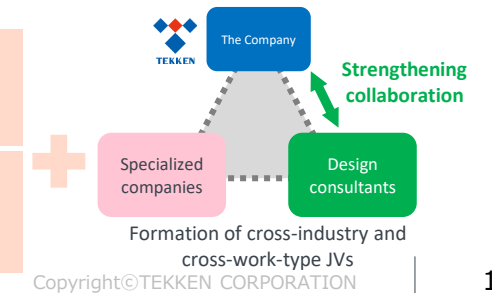 The Company
TEKKEN
Strengthening
collaboration
Specialized
companies
Design
consultants
Formation of cross-industry and
cross-work-type JVs
Copyright©TEKKEN CORPORATION
1